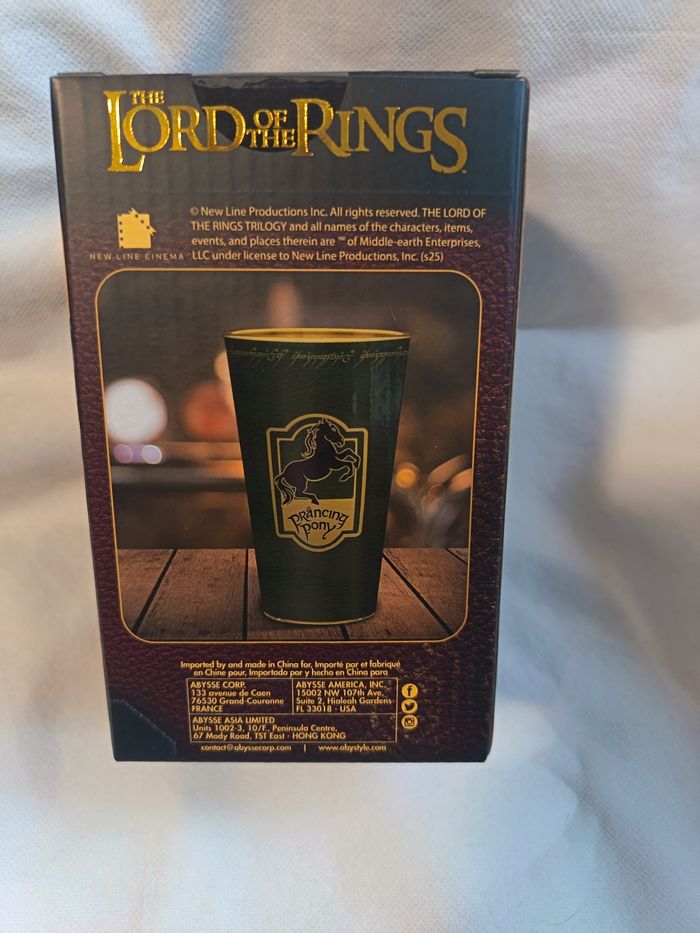 THE LORD OF THE RINGS™
NEW LINE CINEMA
© New Line Productions Inc. All rights reserved. THE LORD OF
THE RINGS TRILOGY and all names of the characters, items,
events, and places therein are ™ of Middle-earth Enterprises,
LLC under license to New Line Productions, Inc. (s25)
PRÂNCING
PONY
Imported by and made in China for, Importé par et fabriqué
en Chine pour, Importado por y hecho en China para
ABYSSE CORP.
133 avenue de Caen
76530 Grand-Couronne
FRANCE
ABYSSE AMERICA, INC.
15002 NW 107th Ave,
Suite 2, Hialeah Gardens
FL 33018 - USA
ABYSSE ASIA LIMITED
Units 1002-3, 10/F., Peninsula Centre,
67 Mody Road, TST East - HONG KONG
contact@abyssecorp.com | www.abystyle.com